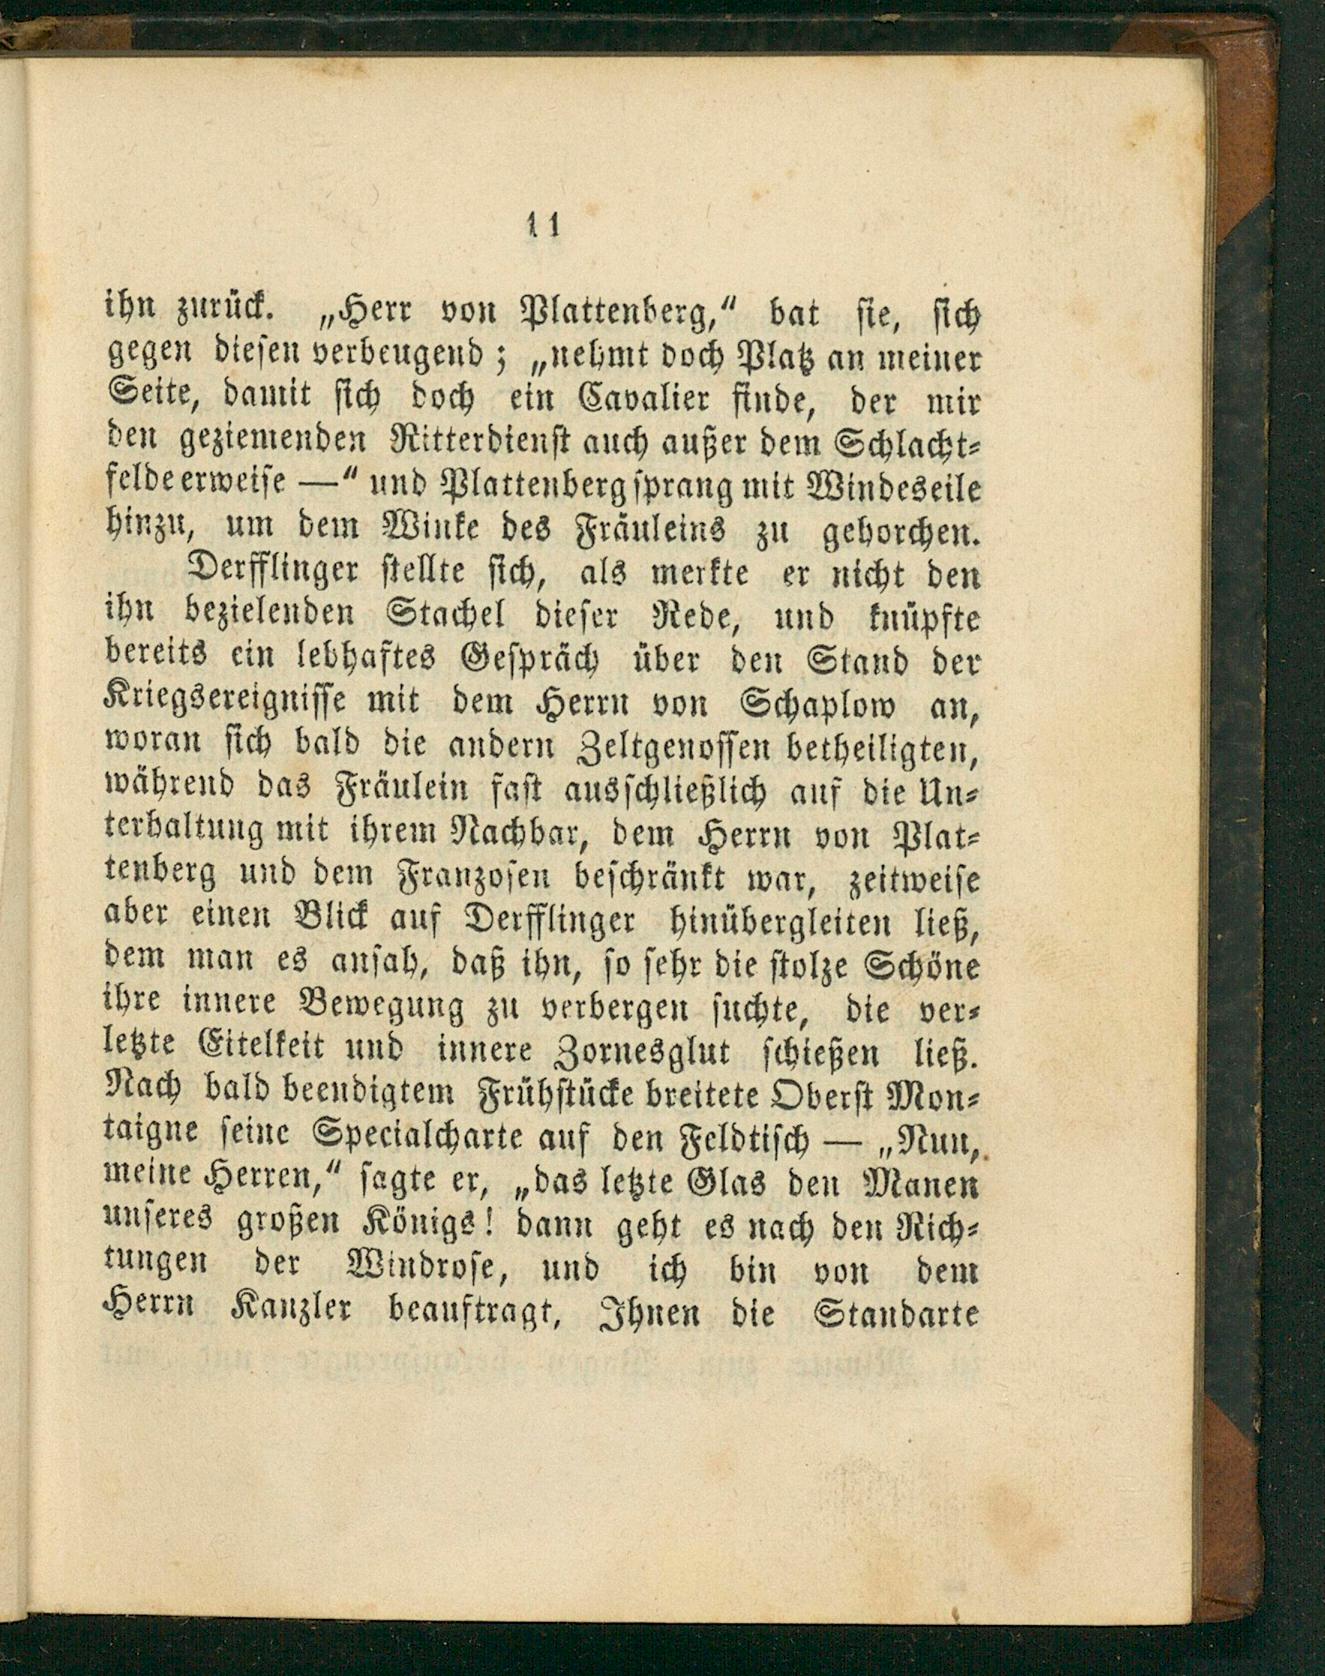 11
ihn zurück. „Herr von Plattenberg,“ bat sie, sich
gegen diesen verbeugend; „nehmt doch Platz an meiner
Seite, damit sich doch ein Cavalier finde, der mir
den geziemenden Ritterdienst auch außer dem Schlacht-
felde erweise —“ und Plattenberg sprang mit Windeseile
hinzu, um dem Winke des Fräuleins zu gehorchen.
Derfflinger stellte sich, als merkte er nicht den
ihn bezielenden Stachel dieser Rede, und knüpfte
bereits ein lebhaftes Gespräch über den Stand der
Kriegsereignisse mit dem Herrn von Schaplow an,
woran sich bald die andern Zeltgenossen betheiligten,
während das Fräulein fast ausschließlich auf die Un-
terhaltung mit ihrem Nachbar, dem Herrn von Plat-
tenberg und dem Franzosen beschränkt war, zeitweise
aber einen Blick auf Derfflinger hinübergleiten ließ,
dem man es ansah, daß ihn, so sehr die stolze Schöne
ihre innere Bewegung zu verbergen suchte, die ver-
letzte Eitelkeit und innere Zornesglut schießen ließ.
Nach bald beendigtem Frühstücke breitete Oberst Mon-
taigne seine Specialcharte auf den Feldtisch — „Nun,
meine Herren,“ sagte er, „das letzte Glas den Manen
unseres großen Königs! dann geht es nach den Rich-
tungen der Windrose, und ich bin von dem
Herrn Kanzler beauftragt, Ihnen die Standarte